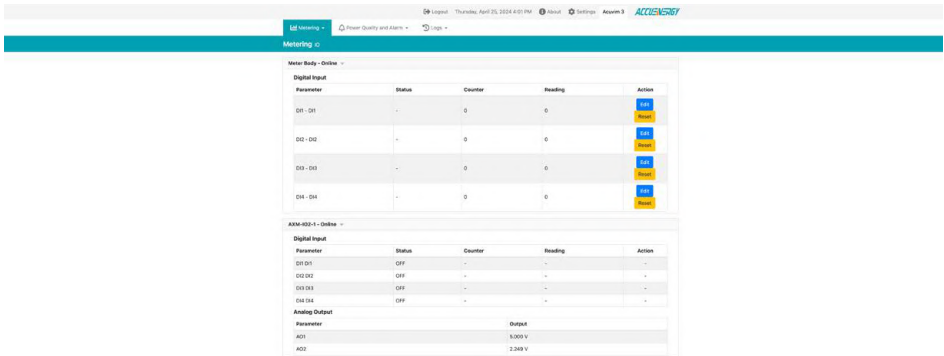 Logout Thursday, April 25, 2024 4:01 PM About Settings Acuvim 3 ACCUENERGY
Metering Power Quality and Alarm Logs
Metering
Meter Body - Online
Digital Input
Parameter Status Counter Reading Action
DI1 - DI1 - 0 0 Edit
Reset
DI2 - DI2 - 0 0 Edit
Reset
DI3 - DI3 - 0 0 Edit
Reset
DI4 - DI4 - 0 0 Edit
Reset
AXM-IO2-1 - Online
Digital Input
Parameter Status Counter Reading Action
DI1 DI1 OFF - - -
DI2 DI2 OFF - - -
DI3 DI3 OFF - - -
DI4 DI4 OFF - - -
Analog Output
Parameter Output
AO1 5.000 V
AO2 2.249 V